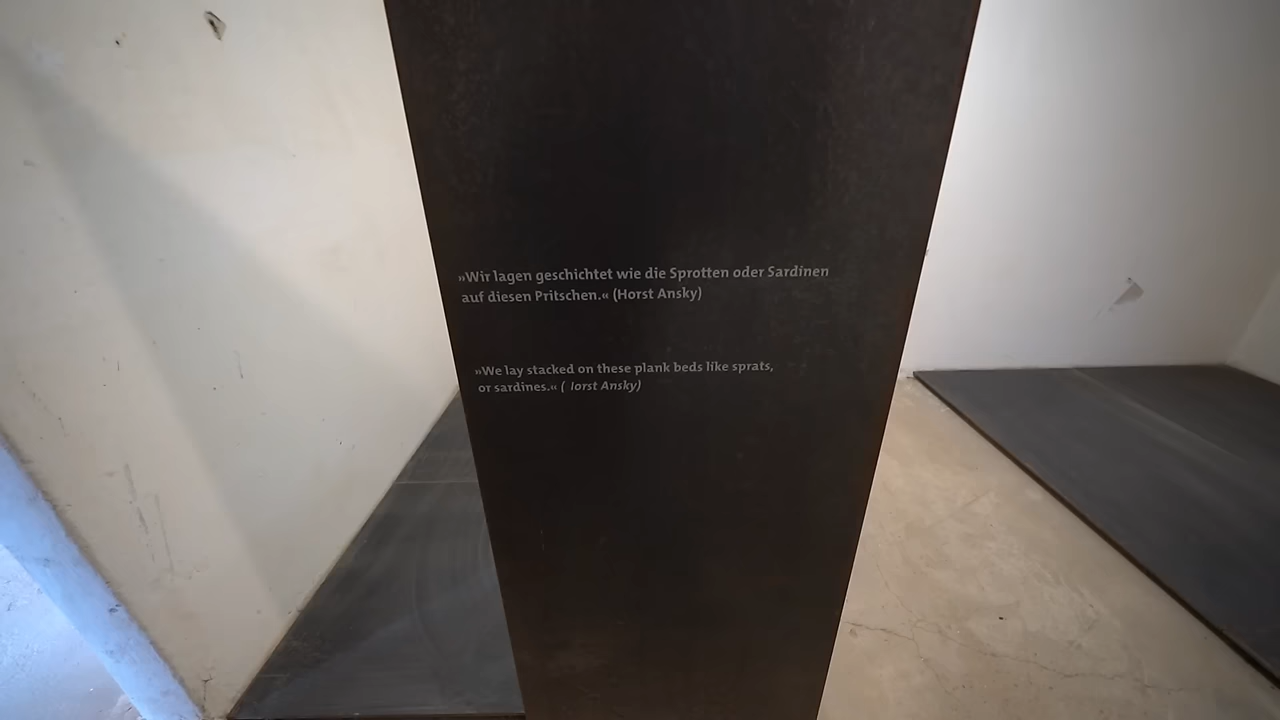 »Wir lagen geschichtet wie die Sprotten oder Sardinen
auf diesen Pritschen.« (Horst Ansky)
»We lay stacked on these plank beds like sprats,
or sardines.« ( lorst Ansky)